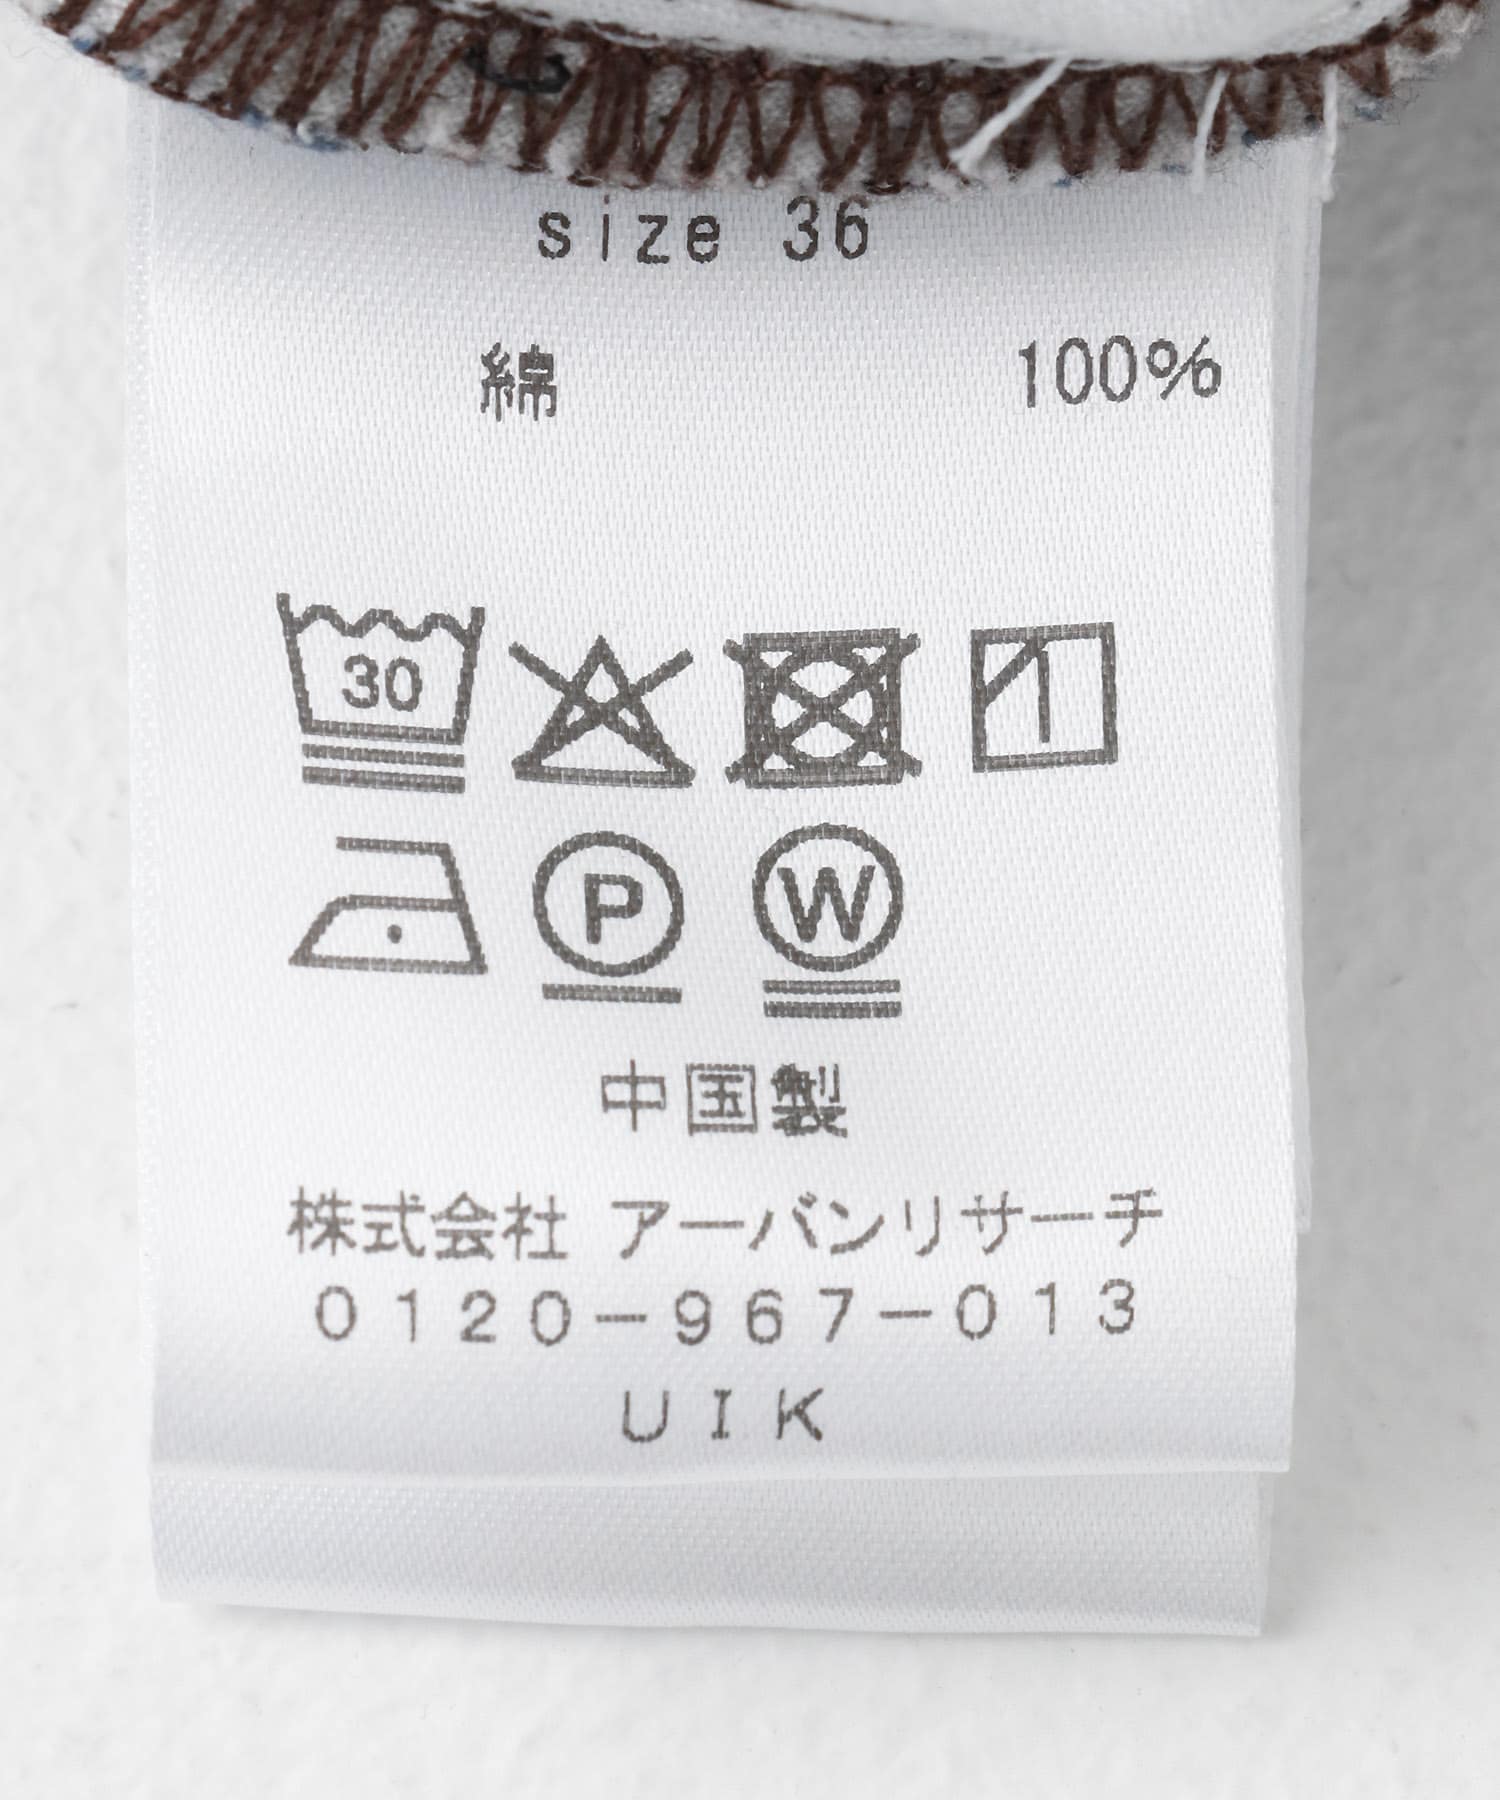 size 36
綿 100%
30
P W
中国製
株式会社 アーバンリサーチ
0120-967-013
UIK